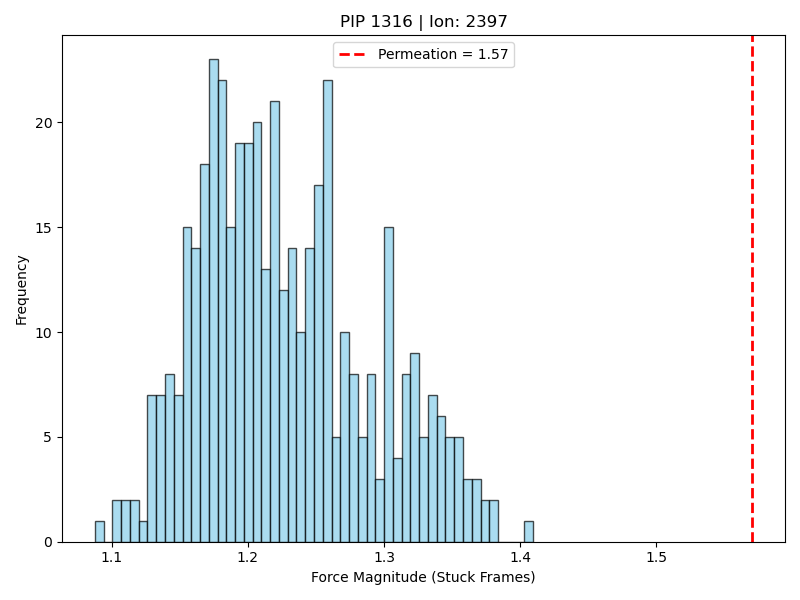 PIP 1316 | Ion: 2397
Permeation = 1.57
Frequency
20
15
10
5
0
1.1 1.2 1.3 1.4 1.5
Force Magnitude (Stuck Frames)